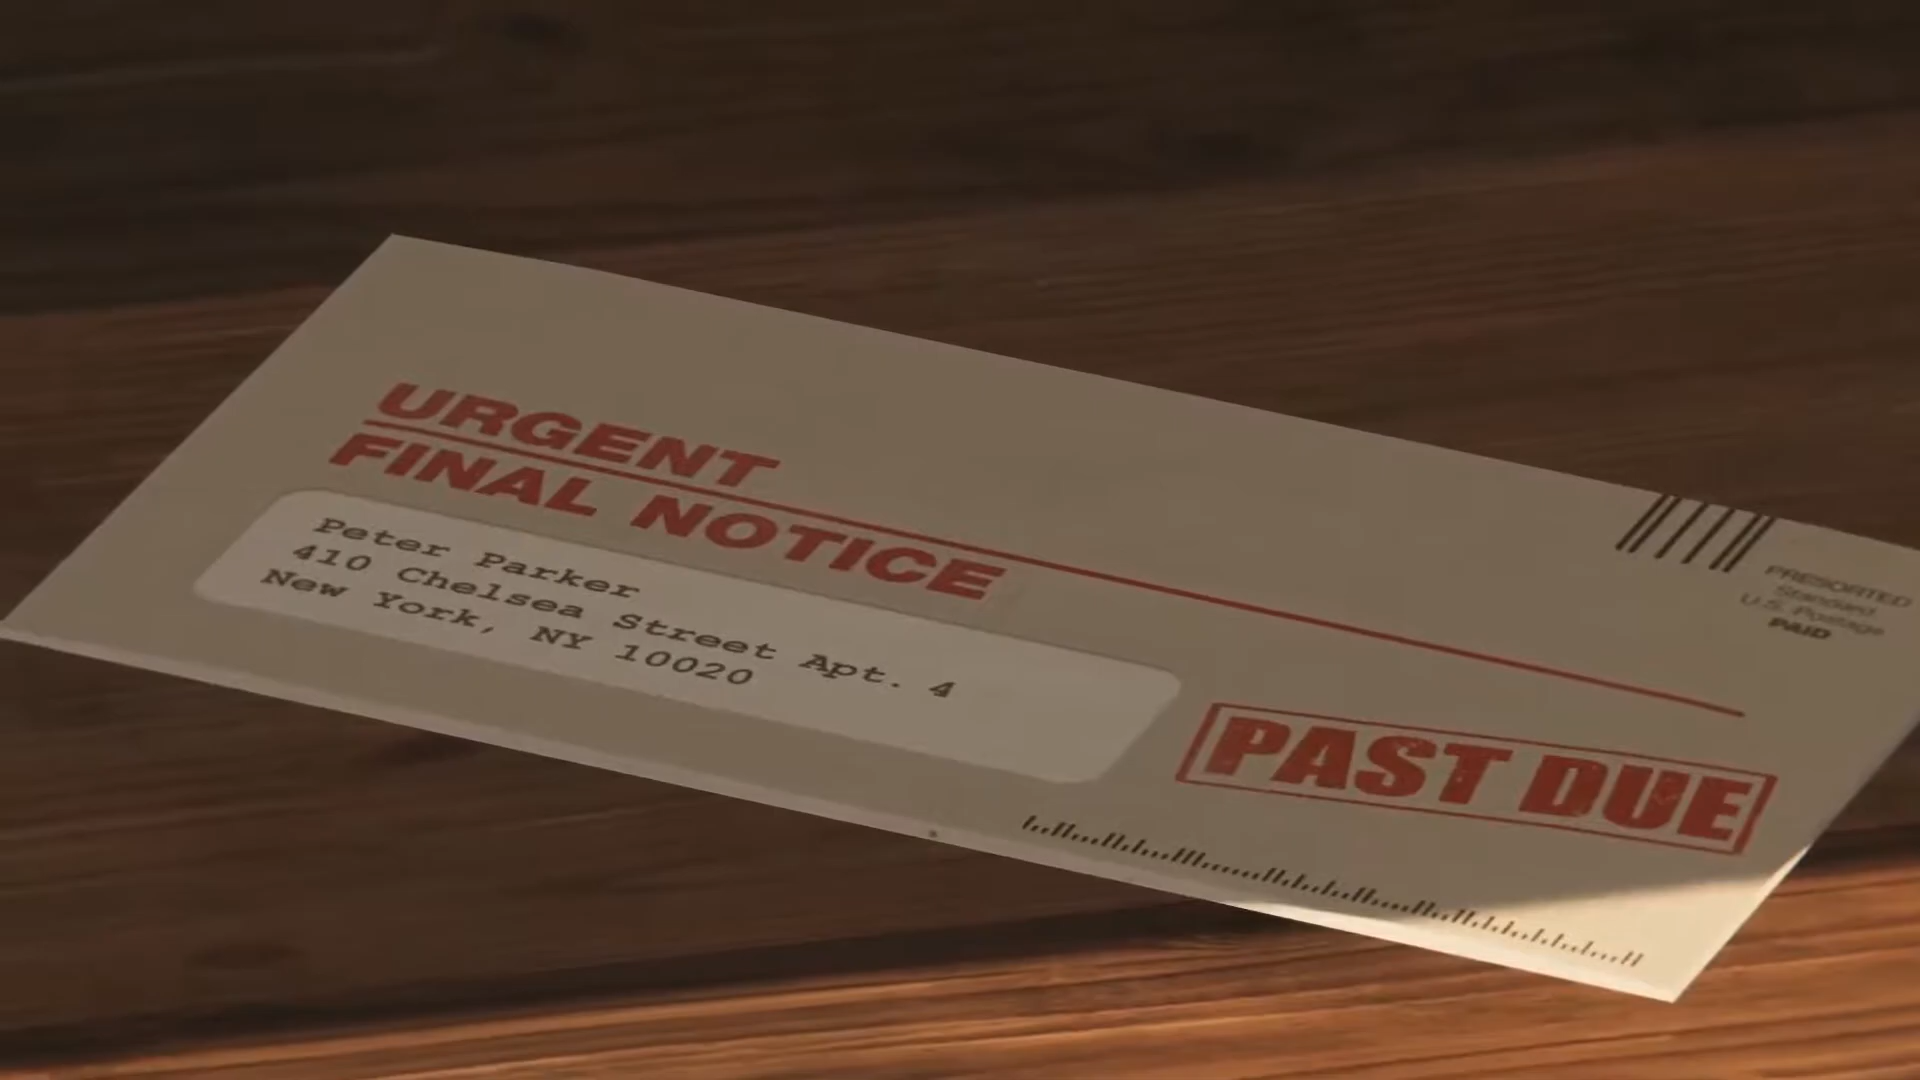 URGENT
FINAL NOTICE
Peter Parker
410 Chelsea Street Apt. 4
New York, NY 10020
PRESORTED
Standard
U.S. Postage
PAID
PAST DUE